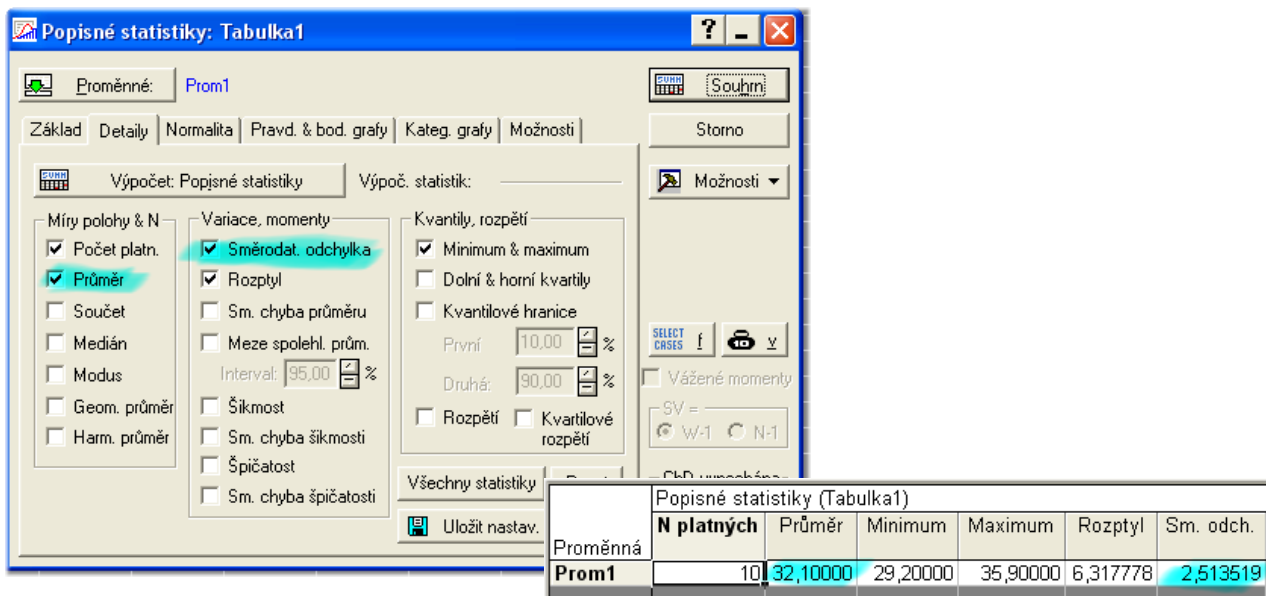 Popisné statistiky: Tabulka1
Proměnné: Prom1
Souhrn
Základ Detaily Normalita Pravd. & bod. grafy Kateg. grafy Možnosti
Storno
Výpočet: Popisné statistiky Výpoč. statistik:
Možnosti
Míry polohy & N
Počet platn.
Průměr
Součet
Medián
Modus
Geom. průměr
Harm. průměr
Variace, momenty
Směrodat. odchylka
Rozptyl
Sm. chyba průměru
Meze spolehl. prům.
Interval: 95,00 %
Šikmost
Sm. chyba šikmosti
Špičatost
Sm. chyba špičatosti
Kvantily, rozpětí
Minimum & maximum
Dolní & horní kvartily
Kvantilové hranice
První 10,00 %
Druhá: 90,00 %
Rozpětí Kvartilové
rozpětí
SELECT
CASES f v
Vážené momenty
SV =
W-1 N-1
Všechny statistiky
Uložit nastav.
Popisné statistiky (Tabulka1)
Proměnná N platných Průměr Minimum Maximum Rozptyl Sm. odch.
Prom1 10 32,10000 29,20000 35,90000 6,317778 2,513519